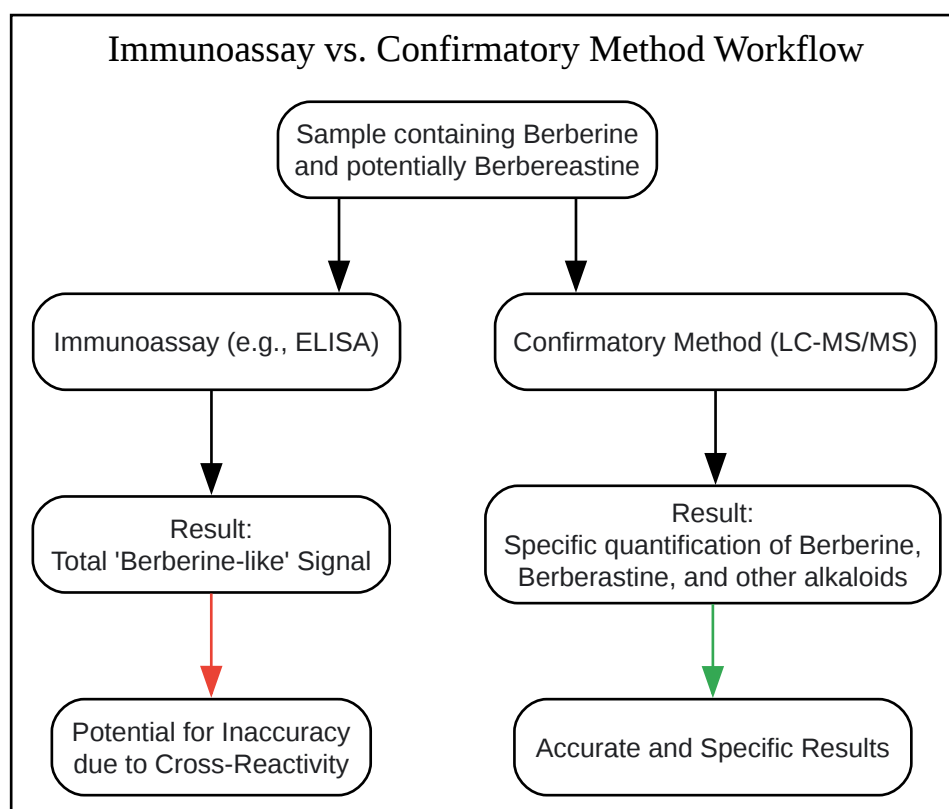 Immunoassay vs. Confirmatory Method Workflow
Sample containing Berberine
and potentially Berbereastine
Immunoassay (e.g., ELISA)
Confirmatory Method (LC-MS/MS)
Result:
Total 'Berberine-like' Signal
Result:
Specific quantification of Berberine,
Berberastine, and other alkaloids
Potential for Inaccuracy
due to Cross-Reactivity
Accurate and Specific Results